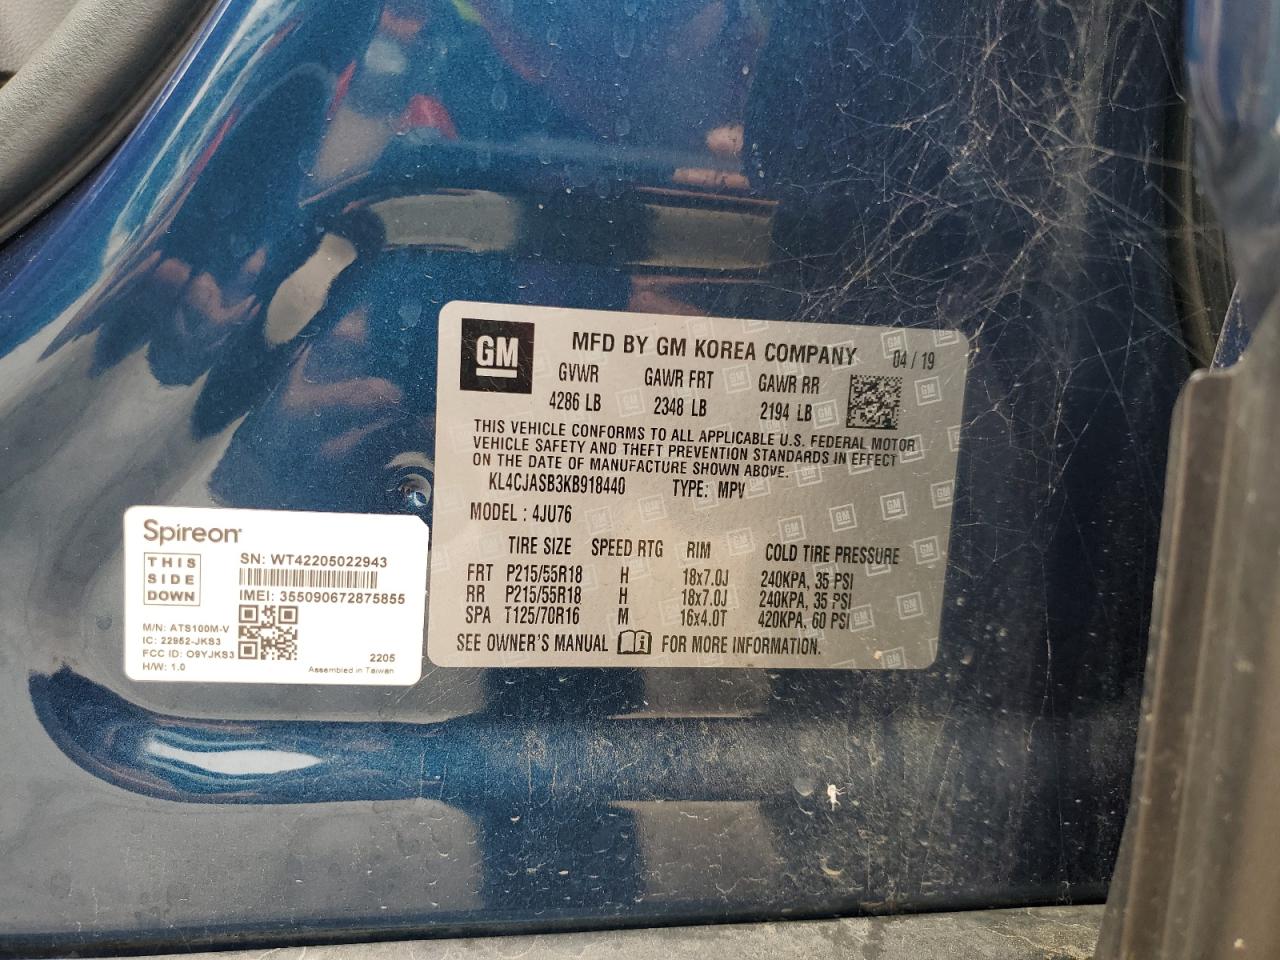 GM
MFD BY GM KOREA COMPANY 04 / 19
GVWR GAWR FRT GAWR RR
4286 LB 2348 LB 2194 LB
THIS VEHICLE CONFORMS TO ALL APPLICABLE U.S. FEDERAL MOTOR
VEHICLE SAFETY AND THEFT PREVENTION STANDARDS IN EFFECT
ON THE DATE OF MANUFACTURE SHOWN ABOVE.
KL4CJASB3KB918440 TYPE: MPV
MODEL : 4JU76
TIRE SIZE SPEED RTG RIM COLD TIRE PRESSURE
FRT P215/55R18 H 18x7.0J 240KPA, 35 PSI
RR P215/55R18 H 18x7.0J 240KPA, 35 PSI
SPA T125/70R16 M 16x4.0T 420KPA, 60 PSI
SEE OWNER'S MANUAL FOR MORE INFORMATION.
Spireon
THIS
SIDE
DOWN
SN: WT42205022943
IMEI: 355090672875855
M/N: ATS100M-V
IC: 22952-JKS3
FCC ID: O9YJKS3
H/W: 1.0
2205
Assembled in Taiwan